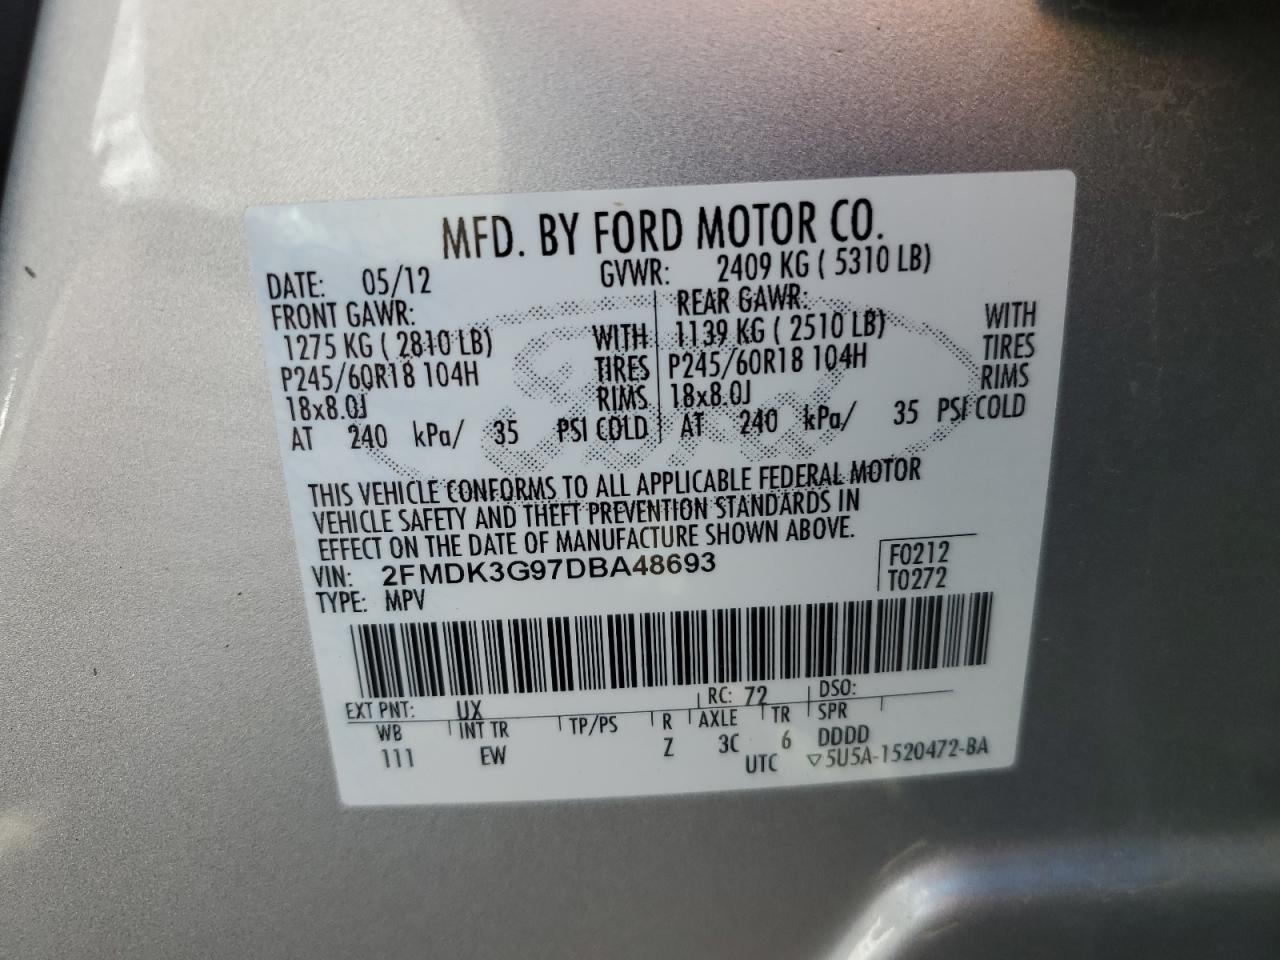 MFD. BY FORD MOTOR CO.
DATE: 05/12 GVWR: 2409 KG ( 5310 LB)
FRONT GAWR: REAR GAWR:
1275 KG ( 2810 LB) WITH 1139 KG ( 2510 LB) WITH
P245/60R18 104H TIRES P245/60R18 104H TIRES
18x8.0J RIMS 18x8.0J RIMS
AT 240 kPa/ 35 PSI COLD AT 240 kPa/ 35 PSI COLD
THIS VEHICLE CONFORMS TO ALL APPLICABLE FEDERAL MOTOR
VEHICLE SAFETY AND THEFT PREVENTION STANDARDS IN
EFFECT ON THE DATE OF MANUFACTURE SHOWN ABOVE.
VIN: 2FMDK3G97DBA48693 F0212
TYPE: MPV T0272
EXT PNT: UX RC: 72 DSO:
WB INT TR TP/PS R AXLE TR SPR
111 EW Z 3C 6 DDDD
UTC ▽5U5A-1520472-BA
Ford